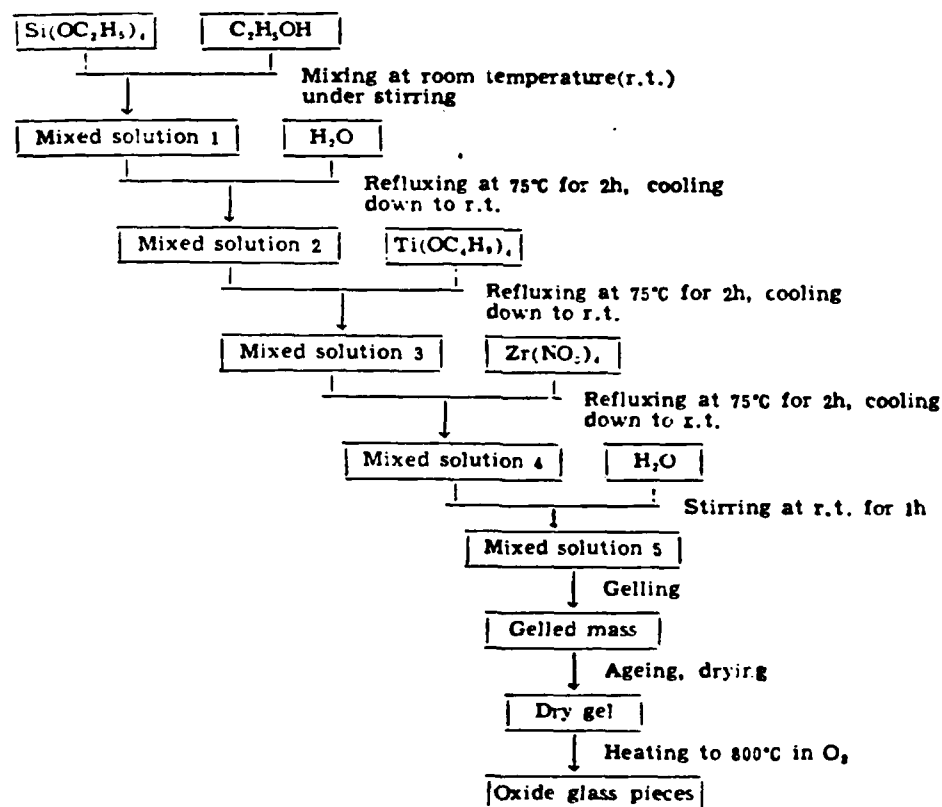 Si(OC₂H₅)₄ C₂H₅OH
Mixing at room temperature(r.t.)
under stirring
Mixed solution 1 H₂O
Refluxing at 75°C for 2h, cooling
down to r.t.
Mixed solution 2 Ti(OC₄H₉)₄
Refluxing at 75°C for 2h, cooling
down to r.t.
Mixed solution 3 Zr(NO₃)₄
Refluxing at 75°C for 2h, cooling
down to r.t.
Mixed solution 4 H₂O
Stirring at r.t. for 1h
Mixed solution 5
Gelling
Gelled mass
Ageing, drying
Dry gel
Heating to 800°C in O₂
Oxide glass pieces